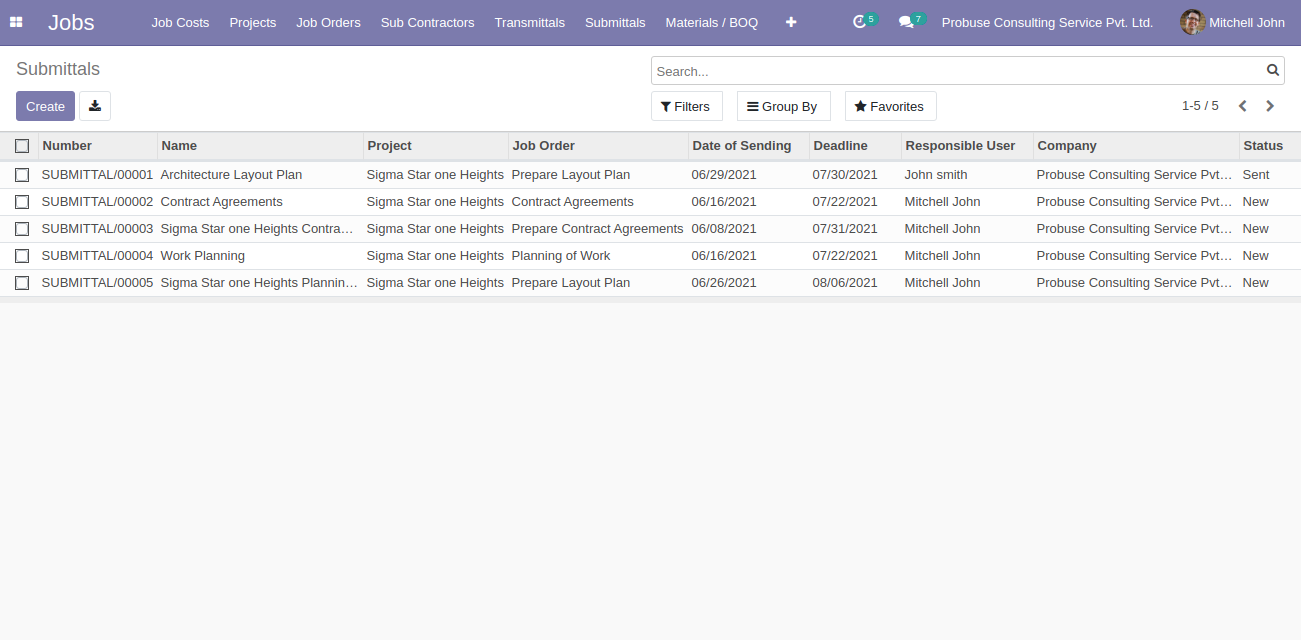 Jobs Job Costs Projects Job Orders Sub Contractors Transmittals Submittals Materials / BOQ 5 7 Probuse Consulting Service Pvt. Ltd. Mitchell John
Submittals
Search...
Create Filters Group By Favorites 1-5 / 5
Number Name Project Job Order Date of Sending Deadline Responsible User Company Status
SUBMITTAL/00001 Architecture Layout Plan Sigma Star one Heights Prepare Layout Plan 06/29/2021 07/30/2021 John smith Probuse Consulting Service Pvt... Sent
SUBMITTAL/00002 Contract Agreements Sigma Star one Heights Contract Agreements 06/16/2021 07/22/2021 Mitchell John Probuse Consulting Service Pvt... New
SUBMITTAL/00003 Sigma Star one Heights Contra... Sigma Star one Heights Prepare Contract Agreements 06/08/2021 07/31/2021 Mitchell John Probuse Consulting Service Pvt... New
SUBMITTAL/00004 Work Planning Sigma Star one Heights Planning of Work 06/16/2021 07/22/2021 Mitchell John Probuse Consulting Service Pvt... New
SUBMITTAL/00005 Sigma Star one Heights Plannin... Sigma Star one Heights Prepare Layout Plan 06/26/2021 08/06/2021 Mitchell John Probuse Consulting Service Pvt... New